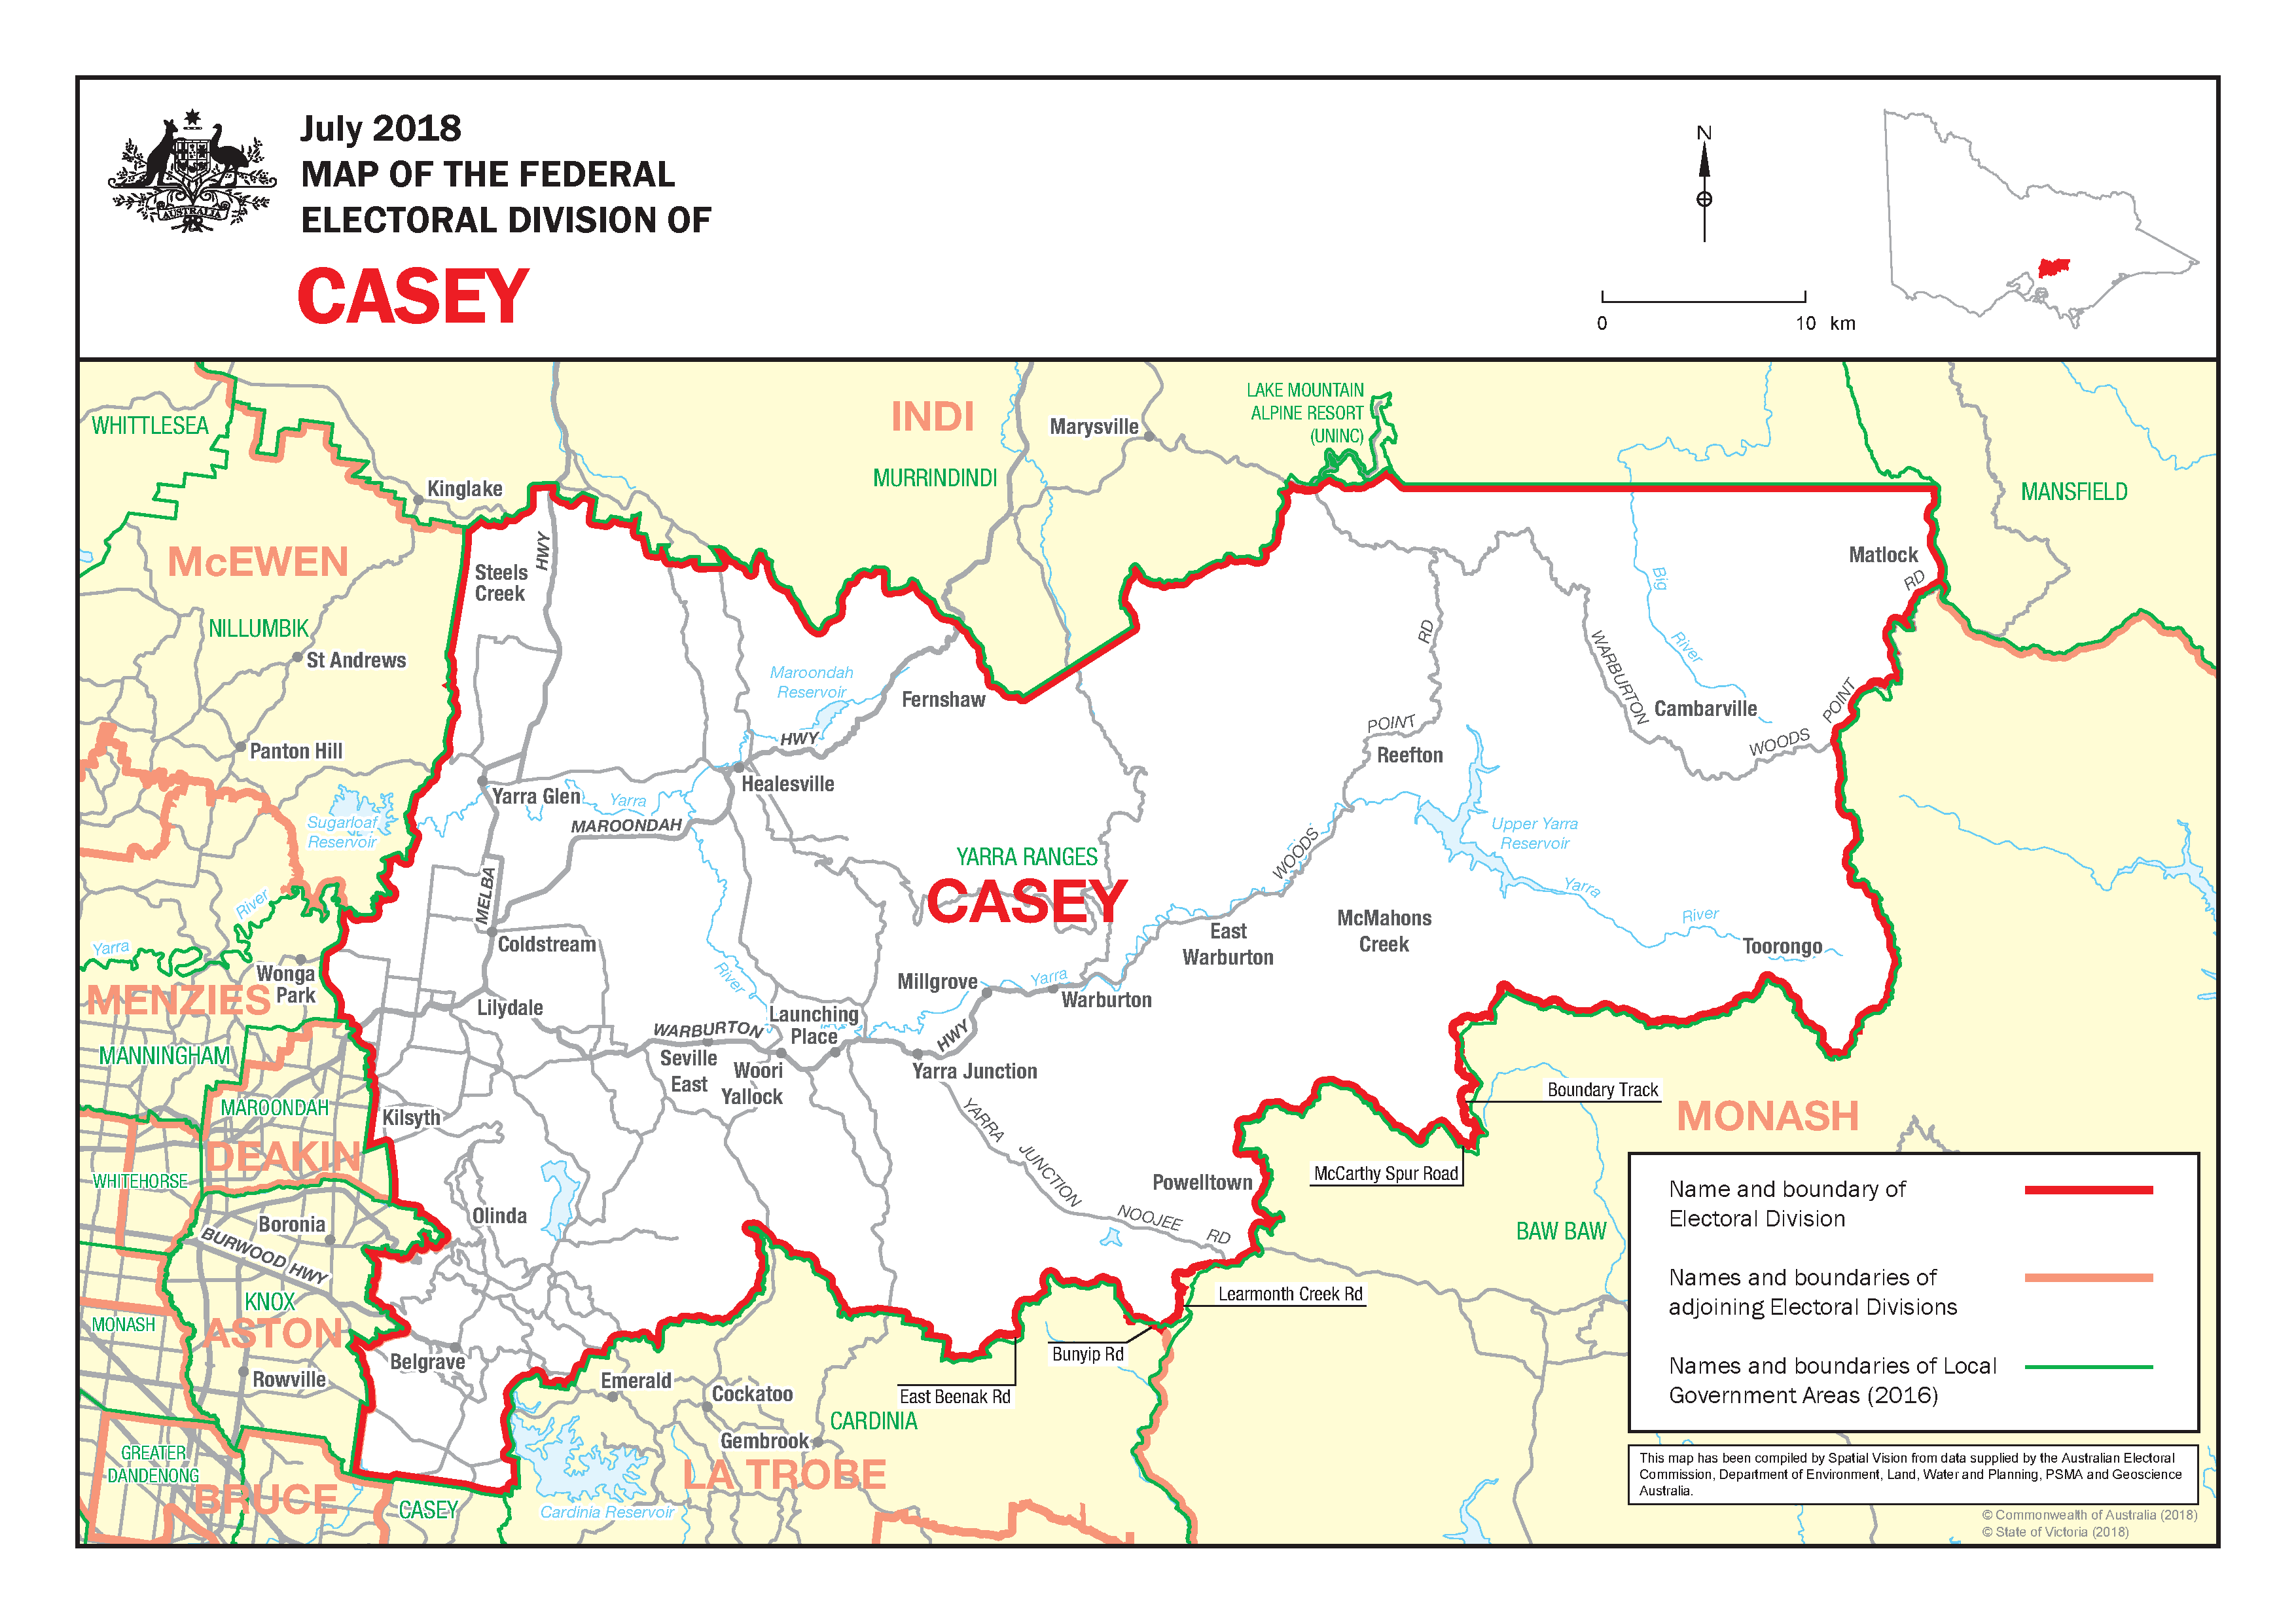 AUSTRALIA
July 2018
MAP OF THE FEDERAL
ELECTORAL DIVISION OF
CASEY
N
0 10 km
WHITTLESEA
INDI
Marysville
LAKE MOUNTAIN
ALPINE RESORT
(UNINC)
Kinglake
MURRINDINDI
MANSFIELD
McEWEN
HWY
Steels
Creek
Matlock
RD
Big
River
NILLUMBIK
St Andrews
RD
WARBURTON
Maroondah
Reservoir
Fernshaw
Cambarville
POINT
POINT
WOODS
Panton Hill
HWY
Reefton
Healesville
Yarra Glen
Yarra
Sugarloaf
Reservoir
MAROONDAH
Upper Yarra
Reservoir
WOODS
YARRA RANGES
CASEY
MELBA
River
Yarra
River
Yarra
Coldstream
East
Warburton
McMahons
Creek
Toorongo
Wonga
Park
MENZIES
River
Millgrove
Yarra
Warburton
Lilydale
Launching
Place
WARBURTON
HWY
MANNINGHAM
Seville
East
Woori
Yallock
Yarra Junction
Boundary Track
MAROONDAH
Kilsyth
YARRA
JUNCTION
NOOJEE
RD
MONASH
DEAKIN
WHITEHORSE
Powelltown
McCarthy Spur Road
Boronia
Olinda
BAW BAW
BURWOOD HWY
KNOX
Learmonth Creek Rd
MONASH
ASTON
Belgrave
Bunyip Rd
Rowville
Emerald
Cockatoo
East Beenak Rd
CARDINIA
Gembrook
GREATER
DANDENONG
LA TROBE
BRUCE
CASEY
Cardinia Reservoir
Name and boundary of
Electoral Division
Names and boundaries of
adjoining Electoral Divisions
Names and boundaries of Local
Government Areas (2016)
This map has been compiled by Spatial Vision from data supplied by the Australian Electoral
Commission, Department of Environment, Land, Water and Planning, PSMA and Geoscience
Australia.
© Commonwealth of Australia (2018)
© State of Victoria (2018)